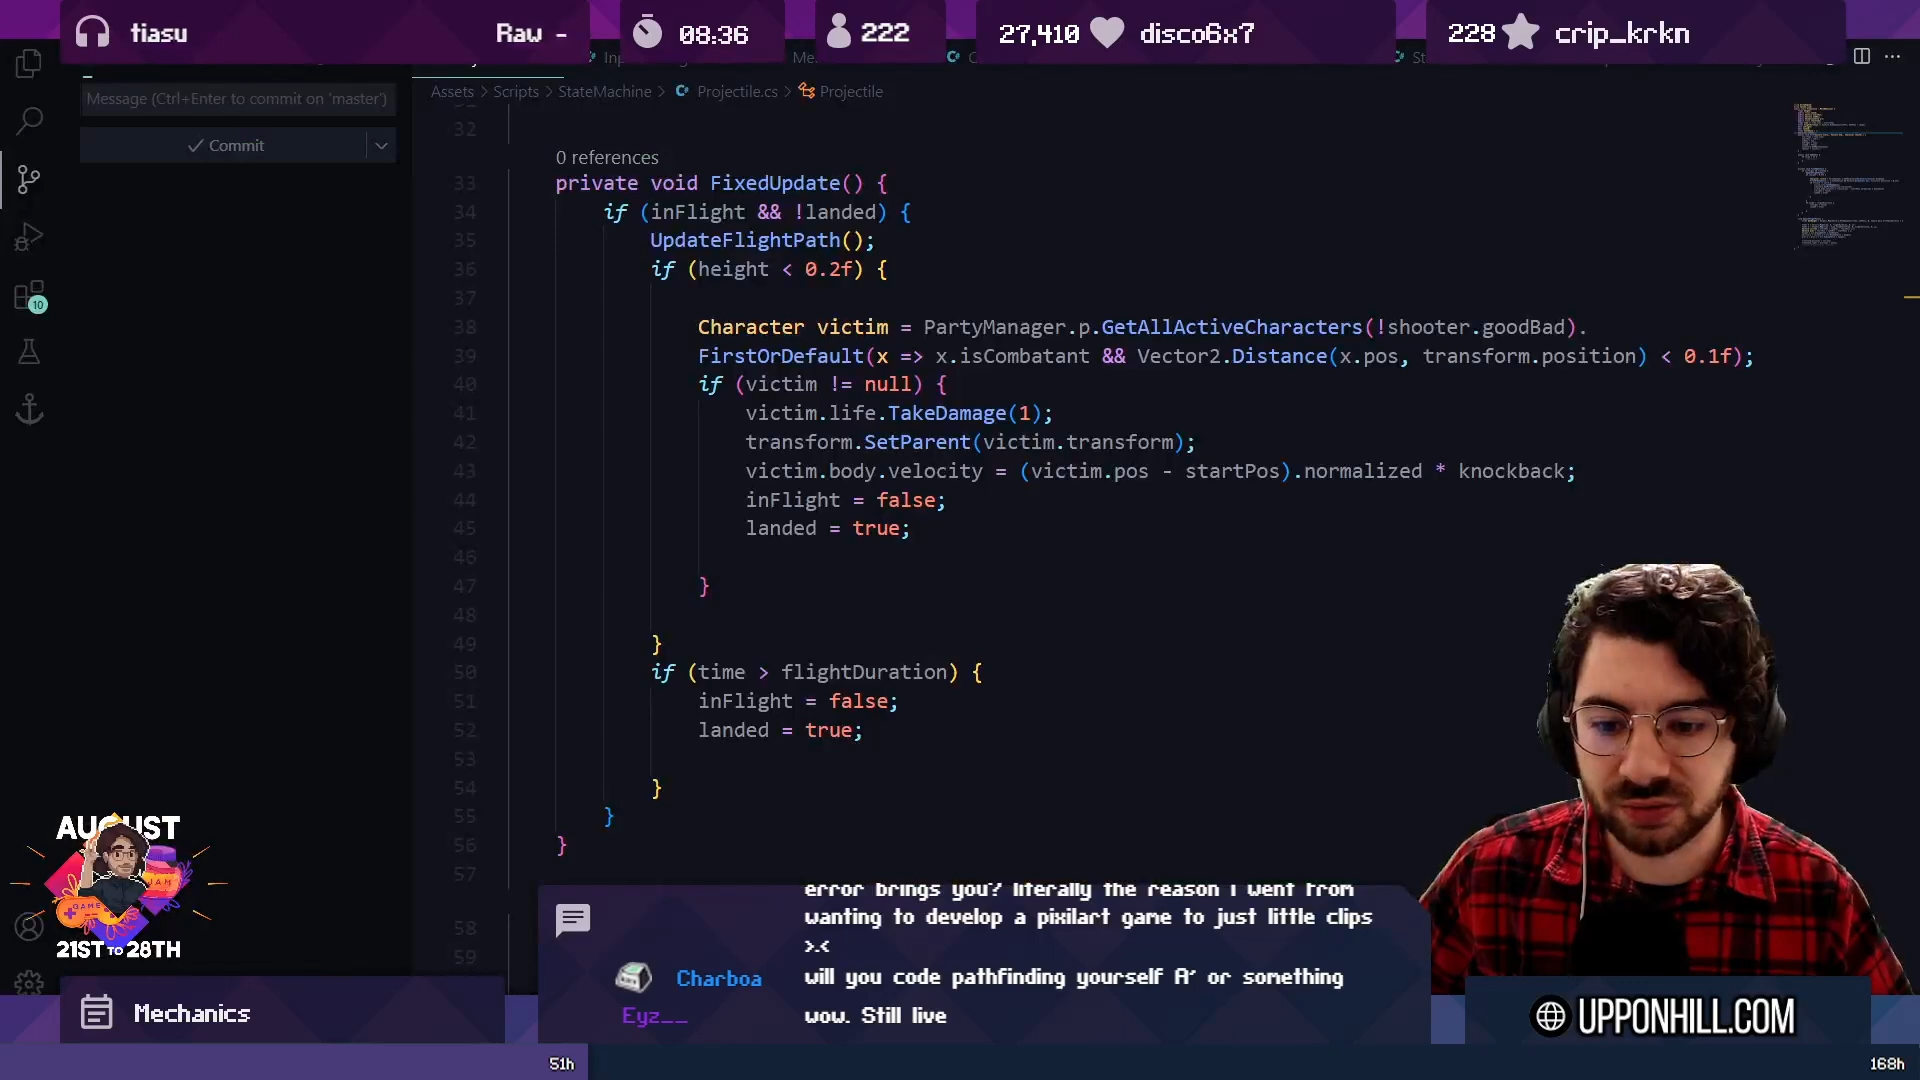 tiasu
Raw -
08:36
222
27,410
disco6x7
228
crip_krkn
Message (Ctrl+Enter to commit on 'master')
Commit
10
Assets > Scripts > StateMachine > Projectile.cs > Projectile
32
0 references
33 private void FixedUpdate() {
34 if (inFlight && !landed) {
35 UpdateFlightPath();
36 if (height < 0.2f) {
37
38 Character victim = PartyManager.p.GetAllActiveCharacters(!shooter.goodBad).
39 FirstOrDefault(x => x.isCombatant && Vector2.Distance(x.pos, transform.position) < 0.1f);
40 if (victim != null) {
41 victim.life.TakeDamage(1);
42 transform.SetParent(victim.transform);
43 victim.body.velocity = (victim.pos - startPos).normalized * knockback;
44 inFlight = false;
45 landed = true;
46
47 }
48
49 }
50 if (time > flightDuration) {
51 inFlight = false;
52 landed = true;
53
54 }
55 }
56 }
57
58
59
AUGUST
GAME
JAM
21ST TO 28TH
Mechanics
error brings you? literally the reason i went from
wanting to develop a pixilart game to just little clips
>.<
Charboa will you code pathfinding yourself A* or something
Eyz__ wow. Still live
UPPONHILL.COM
51h
168h